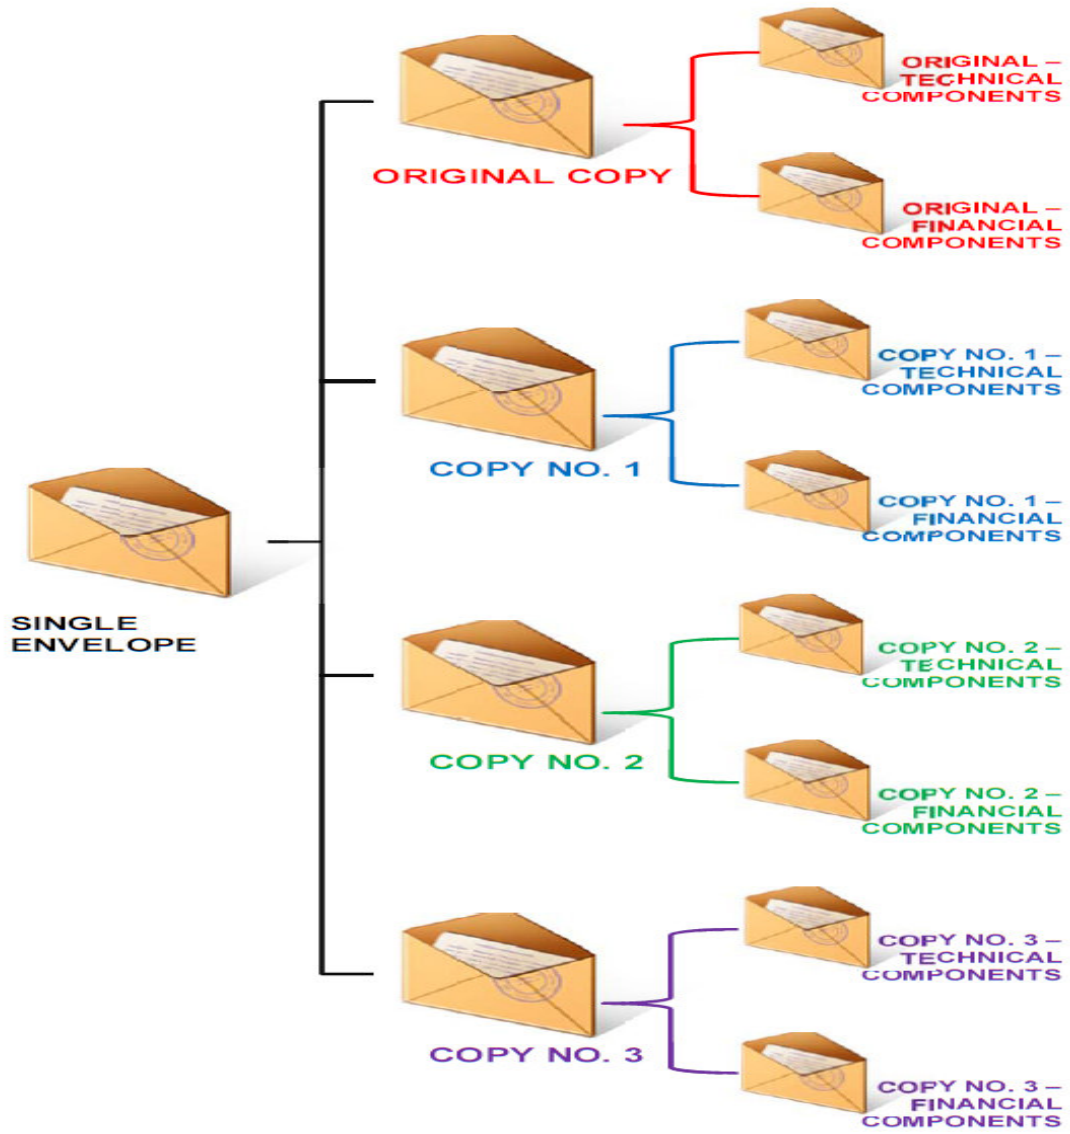 ORIGINAL –
TECHNICAL
COMPONENTS
ORIGINAL COPY
ORIGINAL –
FINANCIAL
COMPONENTS
COPY NO. 1 –
TECHNICAL
COMPONENTS
COPY NO. 1
COPY NO. 1 –
FINANCIAL
COMPONENTS
SINGLE
ENVELOPE
COPY NO. 2 –
TECHNICAL
COMPONENTS
COPY NO. 2
COPY NO. 2 –
FINANCIAL
COMPONENTS
COPY NO. 3 –
TECHNICAL
COMPONENTS
COPY NO. 3
COPY NO. 3 –
FINANCIAL
COMPONENTS